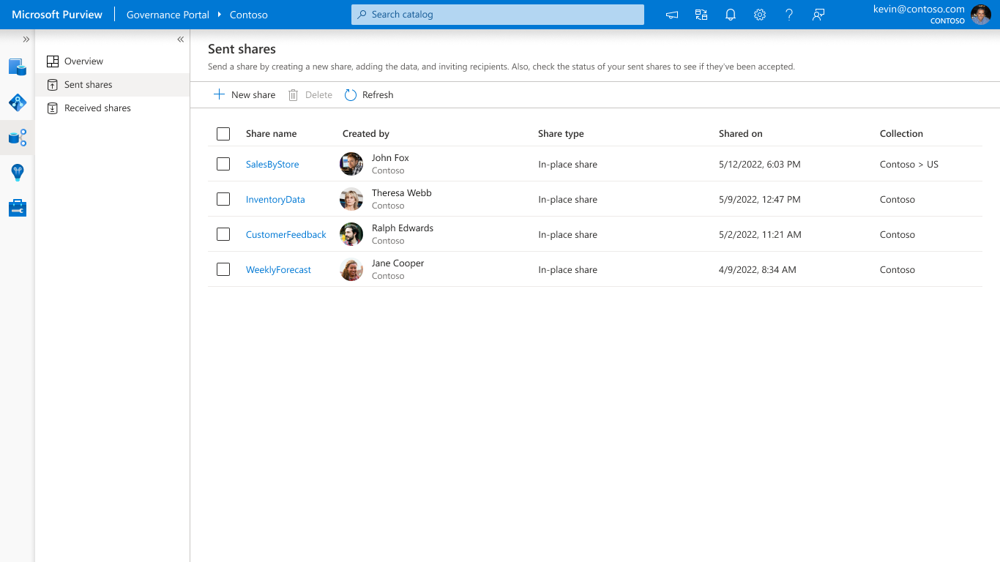 Microsoft Purview
Governance Portal
Contoso
Search catalog
kevin@contoso.com
CONTOSO
Overview
Sent shares
Received shares
Sent shares
Send a share by creating a new share, adding the data, and inviting recipients. Also, check the status of your sent shares to see if they've been accepted.
New share Delete Refresh
Share name Created by Share type Shared on Collection
SalesByStore John Fox In-place share 5/12/2022, 6:03 PM Contoso > US
Contoso
InventoryData Theresa Webb In-place share 5/9/2022, 12:47 PM Contoso
Contoso
CustomerFeedback Ralph Edwards In-place share 5/2/2022, 11:21 AM Contoso
Contoso
WeeklyForecast Jane Cooper In-place share 4/9/2022, 8:34 AM Contoso
Contoso